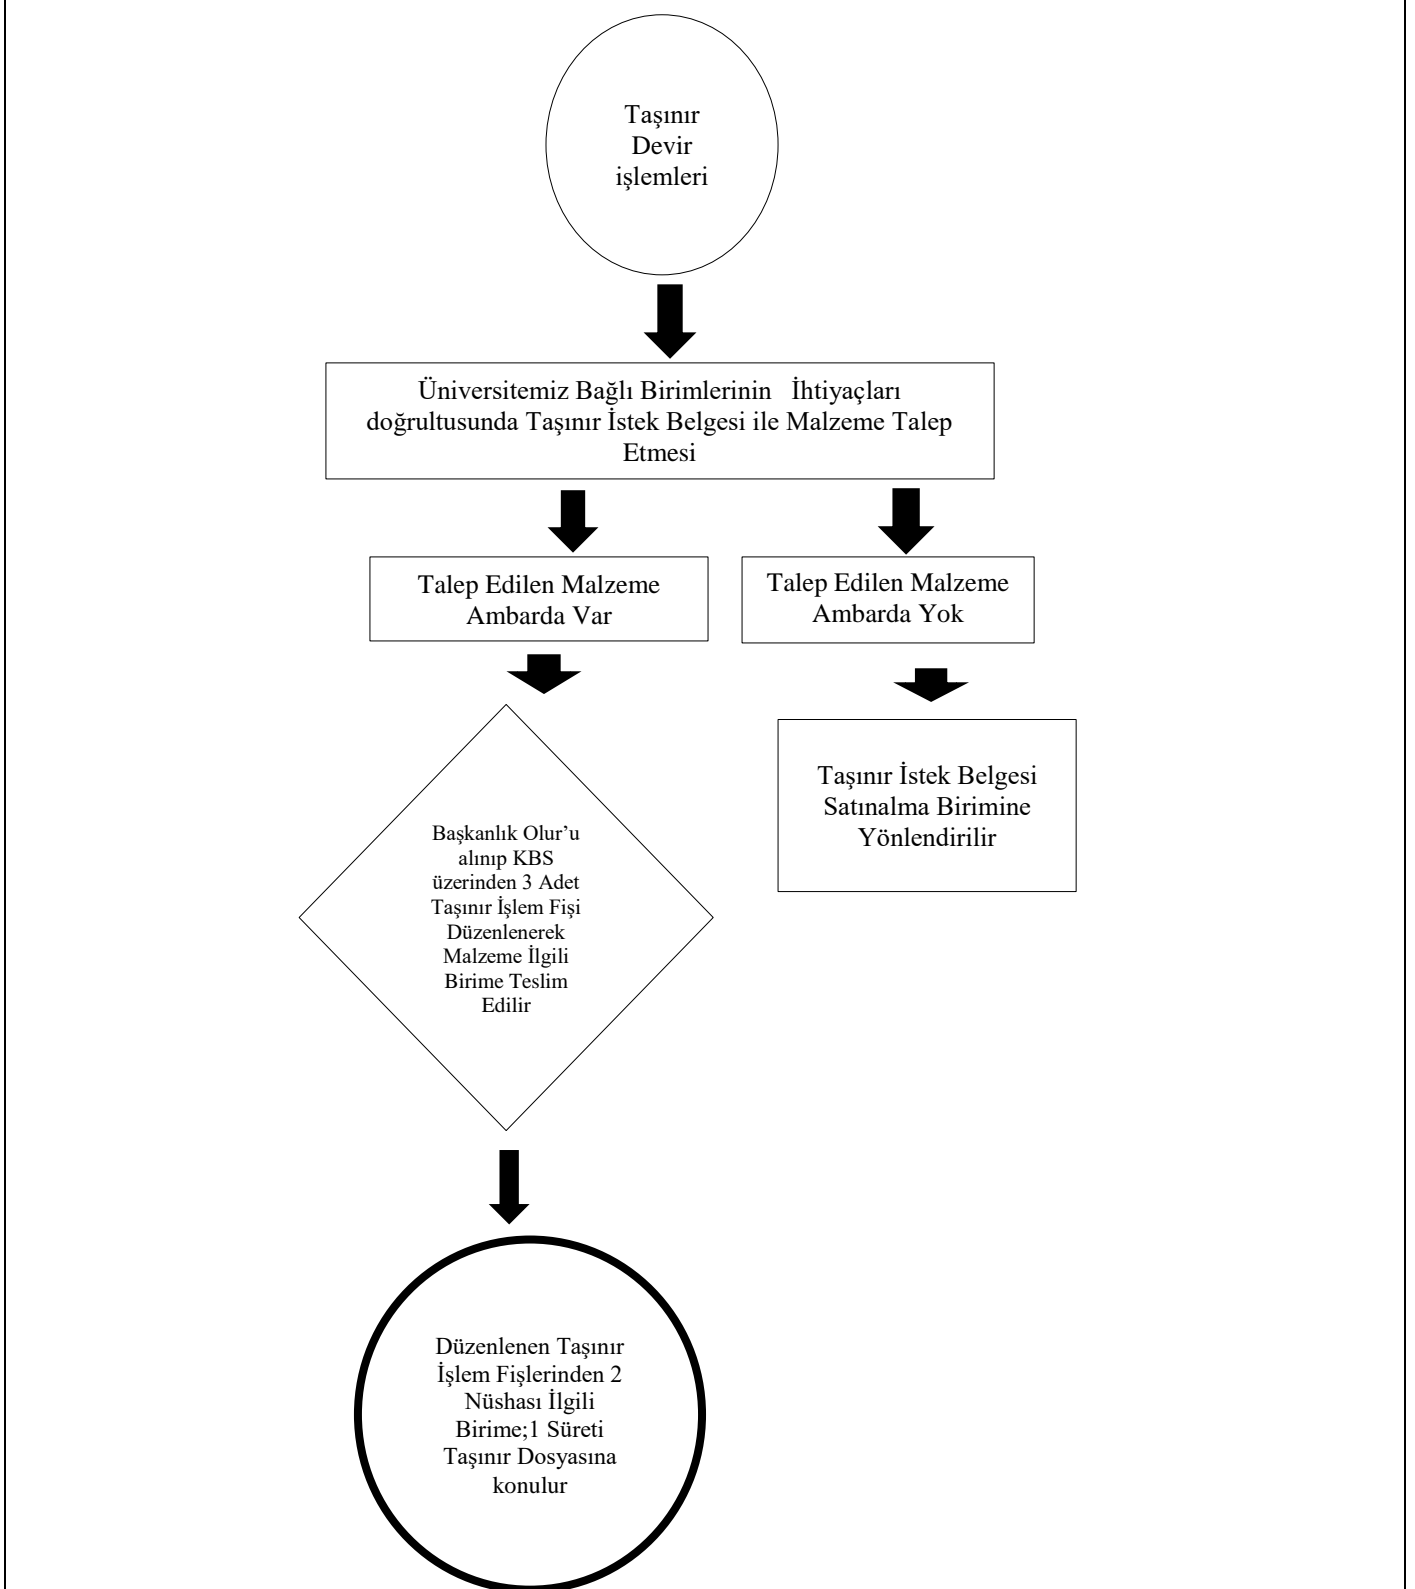 Taşınır
Devir
işlemleri
Üniversitemiz Bağlı Birimlerinin İhtiyaçları
doğrultusunda Taşınır İstek Belgesi ile Malzeme Talep
Etmesi
Talep Edilen Malzeme
Ambarda Var
Talep Edilen Malzeme
Ambarda Yok
Başkanlık Olur’u
alınıp KBS
üzerinden 3 Adet
Taşınır İşlem Fişi
Düzenlenerek
Malzeme İlgili
Birime Teslim
Edilir
Taşınır İstek Belgesi
Satınalma Birimine
Yönlendirilir
Düzenlenen Taşınır
İşlem Fişlerinden 2
Nüshası İlgili
Birime;1 Süreti
Taşınır Dosyasına
konulur